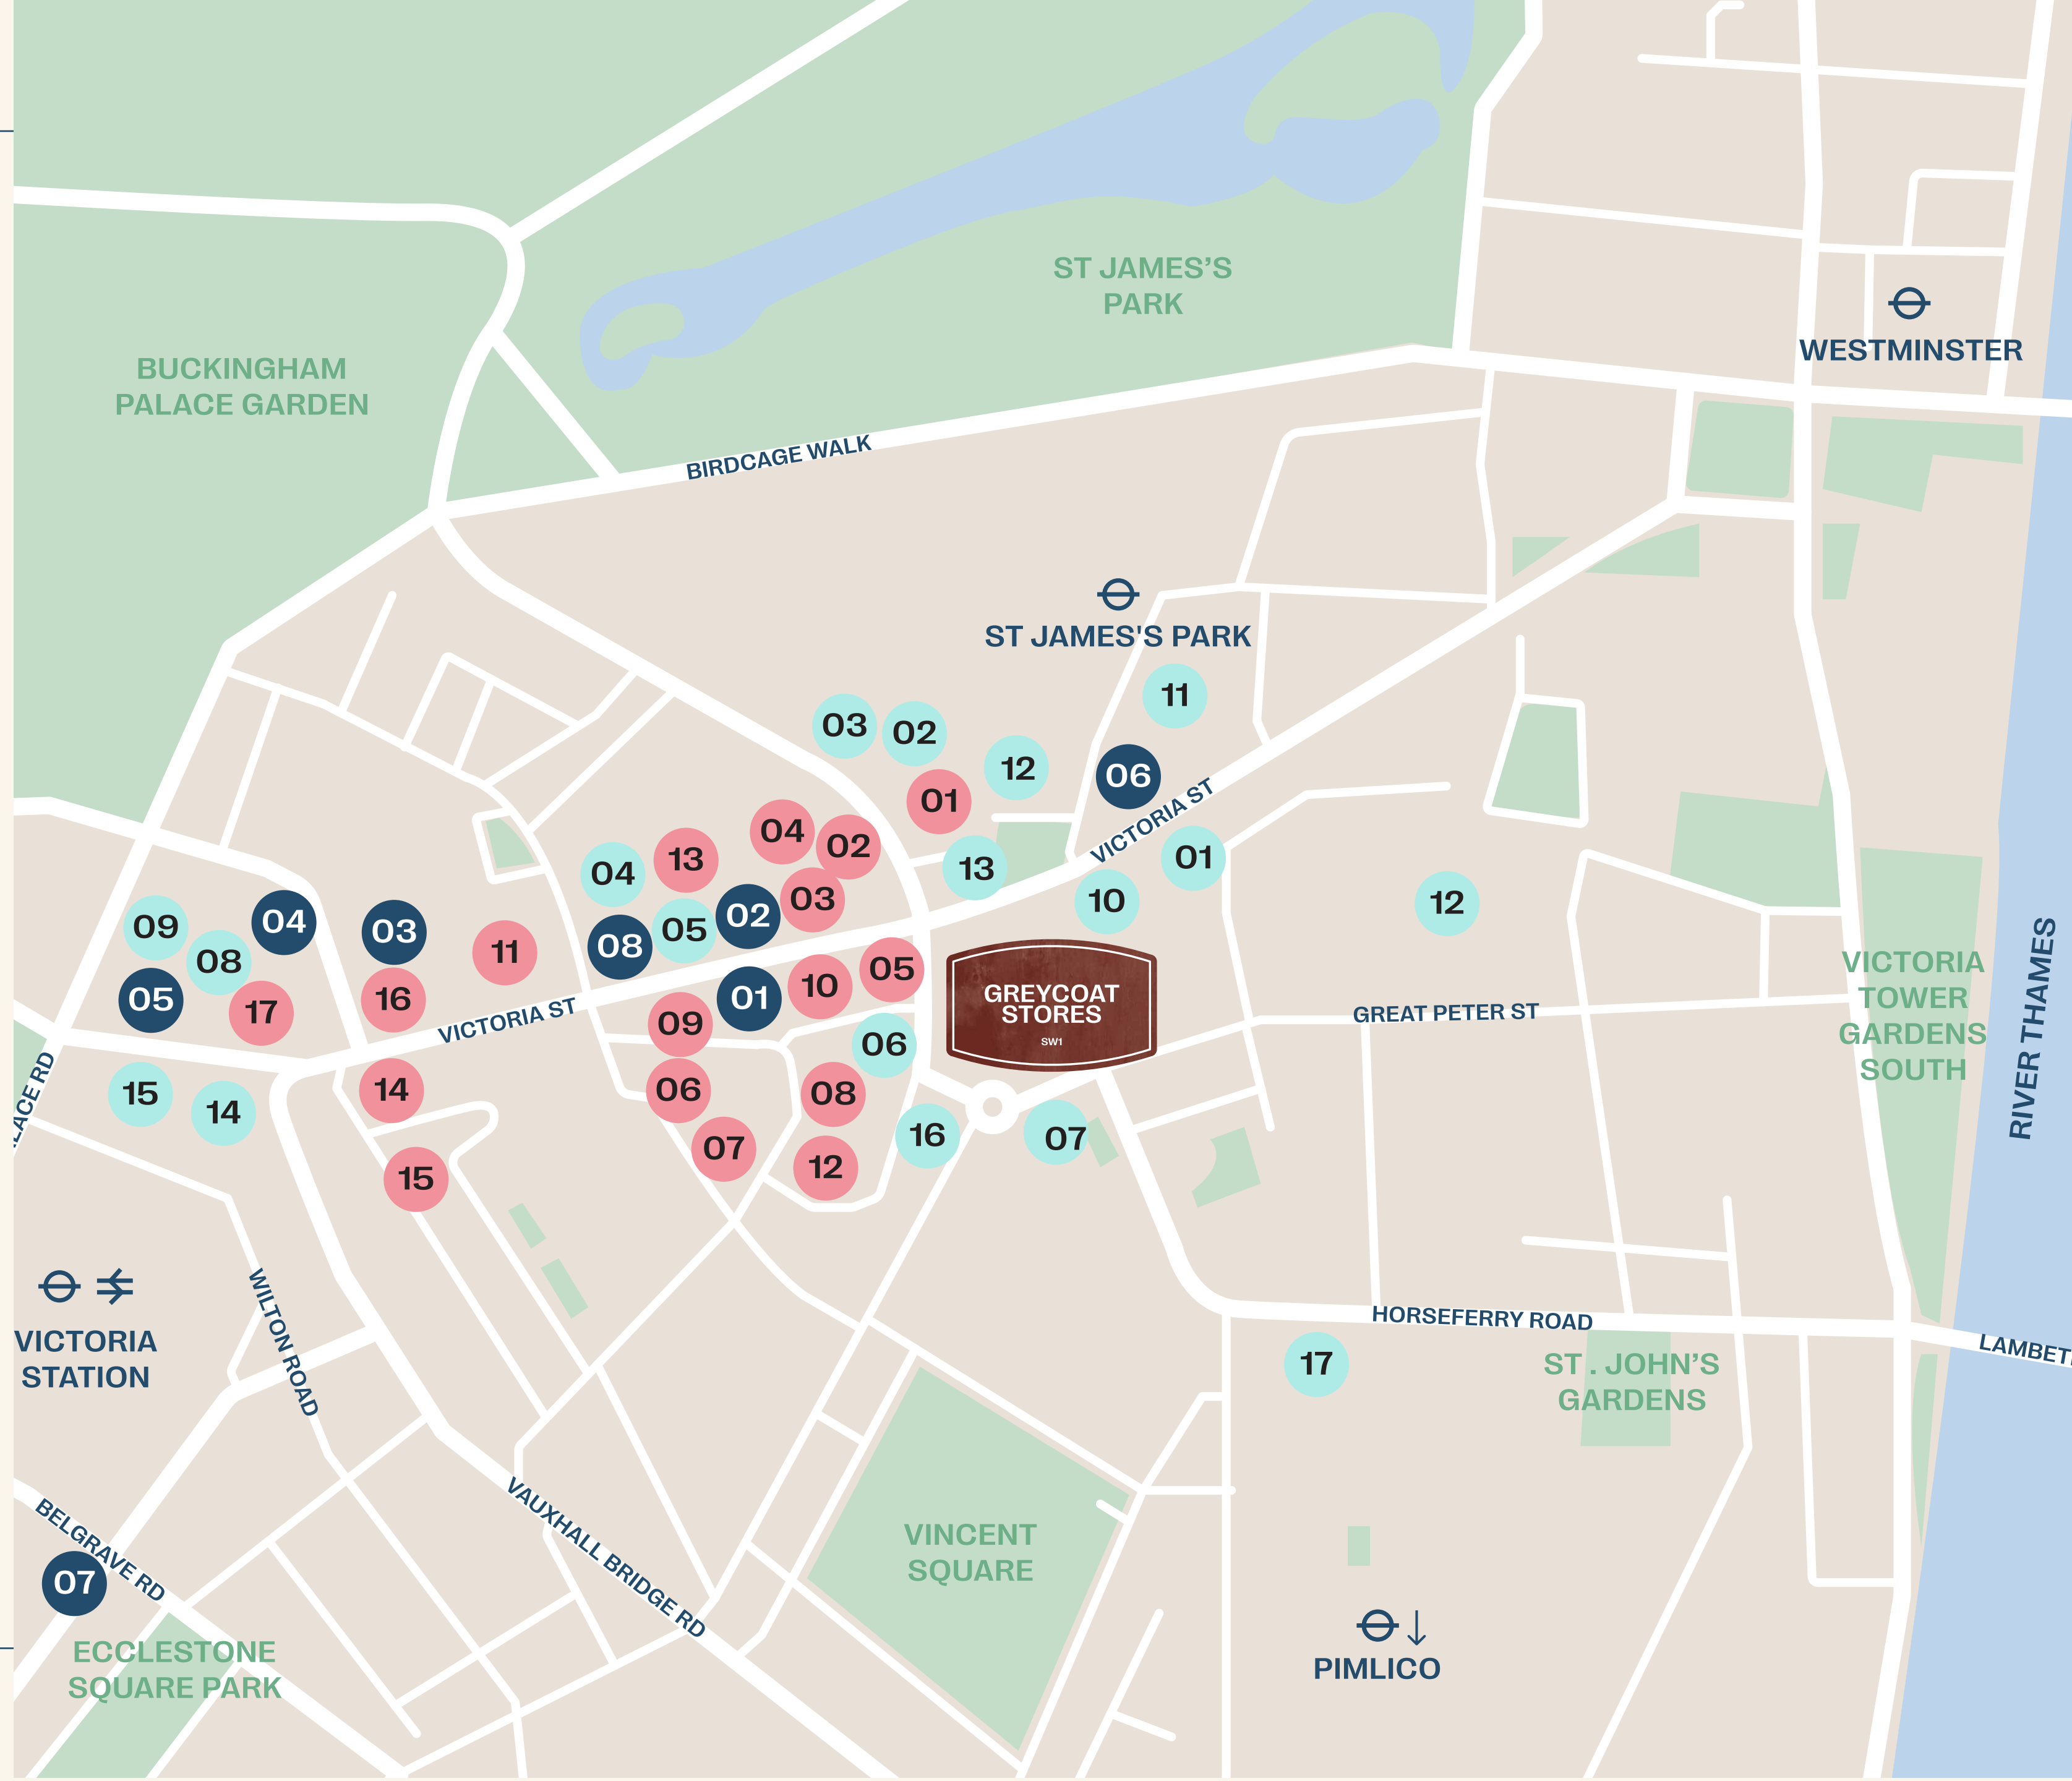 ST JAMES’S
PARK
WESTMINSTER
BUCKINGHAM
PALACE GARDEN
BIRDCAGE WALK
ST JAMES'S PARK
11
03
02
12
06
01
VICTORIA ST
04
02
13
04
13
01
03
10
12
09
04
03
02
05
08
11
08
05
05
17
16
10
01
09
VICTORIA ST
GREYCOAT
STORES
SW1
GREAT PETER ST
VICTORIA
TOWER
GARDENS
SOUTH
RIVER THAMES
06
LACE RD
15
14
14
06
08
16
07
07
12
15
VICTORIA
STATION
WILTON ROAD
HORSEFERRY ROAD
LAMBET
17
ST . JOHN’S
GARDENS
BELGRAVE RD
VAUXHALL BRIDGE RD
VINCENT
SQUARE
07
PIMLICO
ECCLESTONE
SQUARE PARK